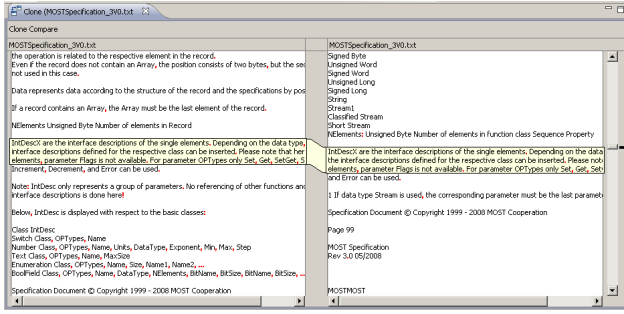 Clone (MOSTSpecification_3V0.txt
Clone Compare
MOSTSpecification_3V0.txt
the operation is related to the respective element in the record.
Even if the record does not contain an Array, the position consists of two bytes, but the
not used in this case.
Data represents data according to the structure of the record and the specifications by pos
If a record contains an Array, the Array must be the last element of the record.
NElements Unsigned Byte Number of elements in Record
IntDescX are the interface descriptions of the single elements. Depending on the data type,
interface descriptions defined for the respective class can be inserted. Please note that her
elements, parameter Flags is not available. For parameter OPTypes only Set, Get, SetGet, S
Increment, Decrement, and Error can be used.
Note: IntDesc only represents a group of parameters. No referencing of other functions and
interface descriptions is done here!
Below, IntDesc is displayed with respect to the basic classes:
Class IntDesc
Switch Class, OPTypes, Name
Number Class, OPTypes, Name, Units, DataType, Exponent, Min, Max, Step
Text Class, OPTypes, Name, MaxSize
Enumeration Class, OPTypes, Name, Size, Name1, Name2, ...
BoolField Class, OPTypes, Name, DataType, NElements, BitName, BitSize, BitName, BitSize, ...
Specification Document © Copyright 1999 - 2008 MOST Cooperation
MOSTSpecification_3V0.txt
Signed Byte
Unsigned Word
Signed Word
Unsigned Long
Signed Long
String
Stream1
Classified Stream
Short Stream
NElements: Unsigned Byte Number of elements in function class Sequence Property
IntDescX are the interface descriptions of the single elements. Depending on the data
the interface descriptions defined for the respective class can be inserted. Please note
elements, parameter Flags is not available. For parameter OPTypes only Set, Get, Set
and Error can be used.
1 If data type Stream is used, the corresponding parameter must be the last paramet
Specification Document © Copyright 1999 - 2008 MOST Cooperation
Page 99
MOST Specification
Rev 3.0 05/2008
MOSTMOST